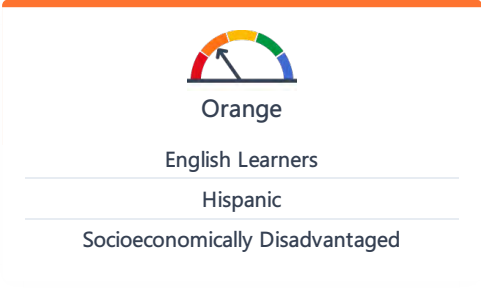 Orange
English Learners
Hispanic
Socioeconomically Disadvantaged